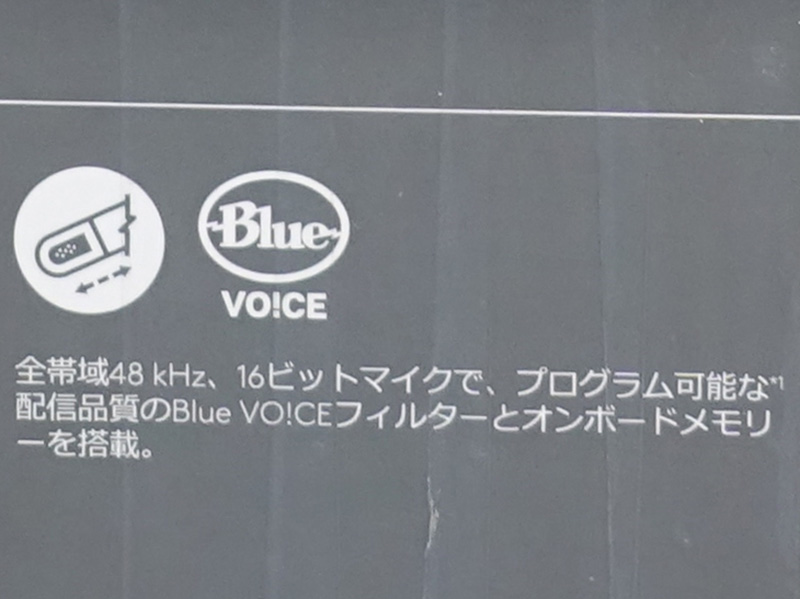 Blue
VO!CE
全帯域48 kHz、16ビットマイクで、プログラム可能な*1
配信品質のBlue VO!CEフィルターとオンボードメモリ
ーを搭載。